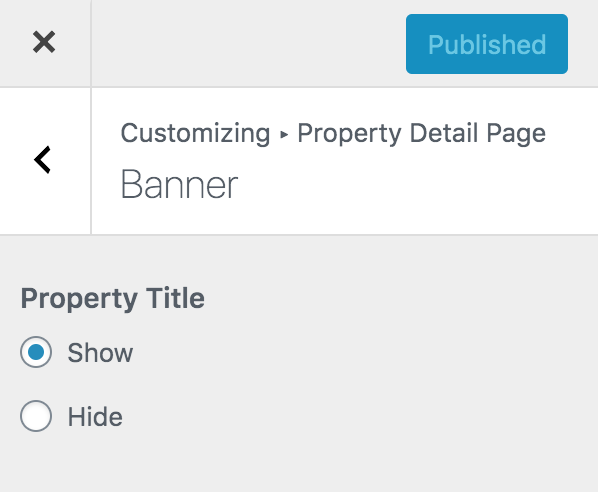 Published
Customizing ▸ Property Detail Page
Banner
Property Title
Show
Hide